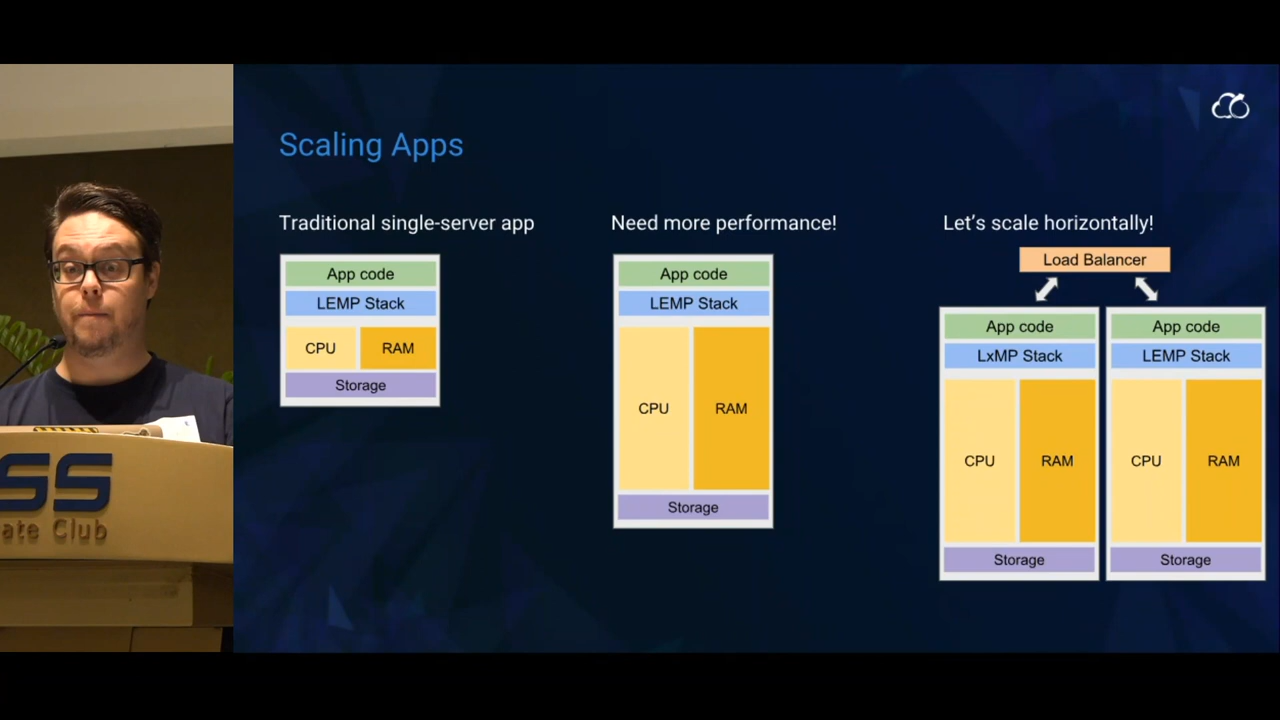 Scaling Apps
Traditional single-server app
App code
LEMP Stack
CPU RAM
Storage
Need more performance!
App code
LEMP Stack
CPU RAM
Storage
Let's scale horizontally!
Load Balancer
App code
LxMP Stack
CPU RAM
Storage
App code
LEMP Stack
CPU RAM
Storage
SS
ate Club